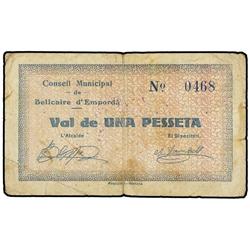 Consell Municipal
de
Bellcaire d'Empordà
Nº 0468
Val de UNA PESSETA
L'Alcalde
El Dipositari,